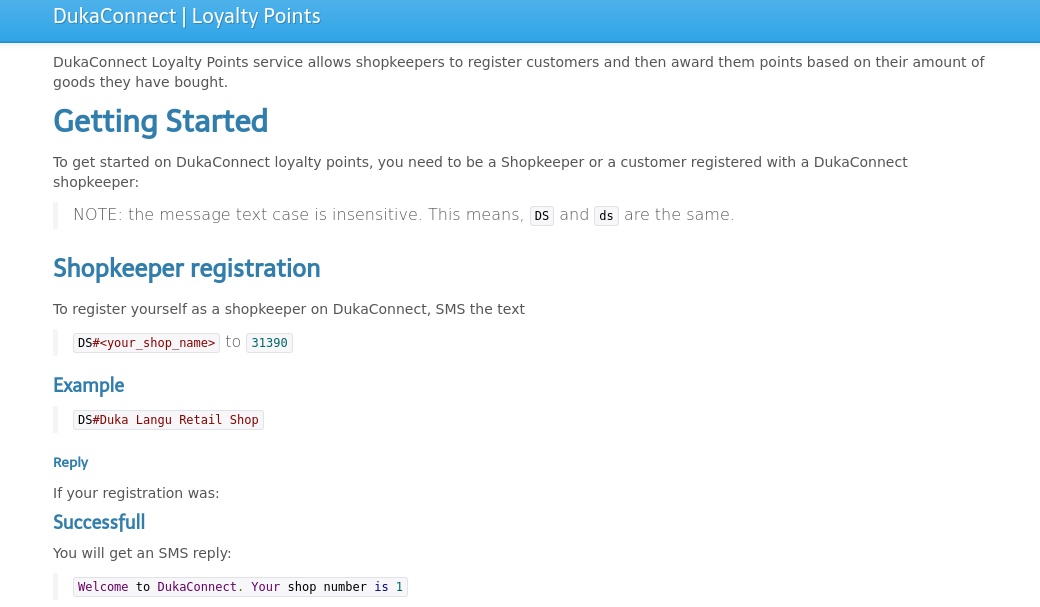 DukaConnect | Loyalty Points
DukaConnect Loyalty Points service allows shopkeepers to register customers and then award them points based on their amount of
goods they have bought.
Getting Started
To get started on DukaConnect loyalty points, you need to be a Shopkeeper or a customer registered with a DukaConnect
shopkeeper:
NOTE: the message text case is insensitive. This means, DS and ds are the same.
Shopkeeper registration
To register yourself as a shopkeeper on DukaConnect, SMS the text
DS#<your_shop_name> to 31390
Example
DS#Duka Langu Retail Shop
Reply
If your registration was:
Successfull
You will get an SMS reply:
Welcome to DukaConnect. Your shop number is 1